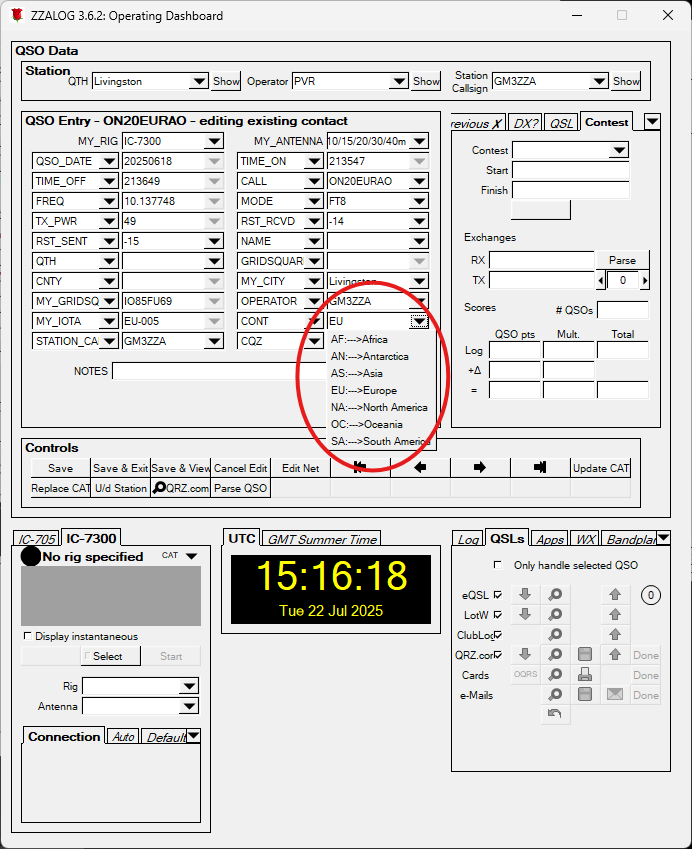 ZZALOG 3.6.2: Operating Dashboard
QSO Data
Station
QTH Livingston Show Operator PVR Show Station Callsign GM3ZZA Show
QSO Entry - ON20EURAO - editing existing contact
MY_RIG IC-7300 MY_ANTENNA 10/15/20/30/40m
QSO_DATE 20250618 TIME_ON 213547
TIME_OFF 213649 CALL ON20EURAO
FREQ 10.137748 MODE FT8
TX_PWR 49 RST_RCVD -14
RST_SENT -15 NAME
QTH GRIDSQUAR
CNTY MY_CITY Livingston
MY_GRIDSQ IO85FU69 OPERATOR GM3ZZA
MY_IOTA EU-005 CONT EU
STATION_CA GM3ZZA CQZ
AF:--->Africa
AN:--->Antarctica
AS:--->Asia
EU:--->Europe
NA:--->North America
OC:--->Oceania
SA:--->South America
NOTES
revious X DX? QSL Contest
Contest
Start
Finish
Exchanges
RX Parse
TX 0
Scores # QSOs
QSO pts Mult. Total
Log
+Δ
=
Controls
Save Save & Exit Save & View Cancel Edit Edit Net Update CAT
Replace CAT U/d Station QRZ.com Parse QSO
IC-705 IC-7300
No rig specified CAT
Display instantaneous
Select Start
Rig
Antenna
Connection Auto Default
UTC GMT Summer Time
15:16:18
Tue 22 Jul 2025
Log QSLs Apps WX Bandplan
Only handle selected QSO
eQSL 0
LotW
ClubLog
QRZ.com Done
Cards OQRS Done
e-Mails Done